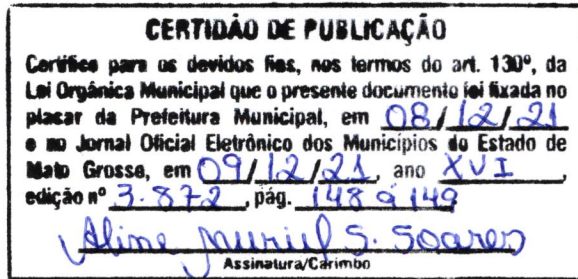 CERTIDÃO DE PUBLICAÇÃO
Certifico para os devidos fins, nos termos do art. 130º, da
Lei Orgânica Municipal que o presente documento foi fixada no
placar da Prefeitura Municipal, em 08/12/21
e no Jornal Oficial Eletrônico dos Municípios do Estado de
Mato Grosso, em 09/12/21, ano XVI,
edição nº 3.872, pág. 148 a 149
Aline Muriel S. Soares
Assinatura/Carimbo